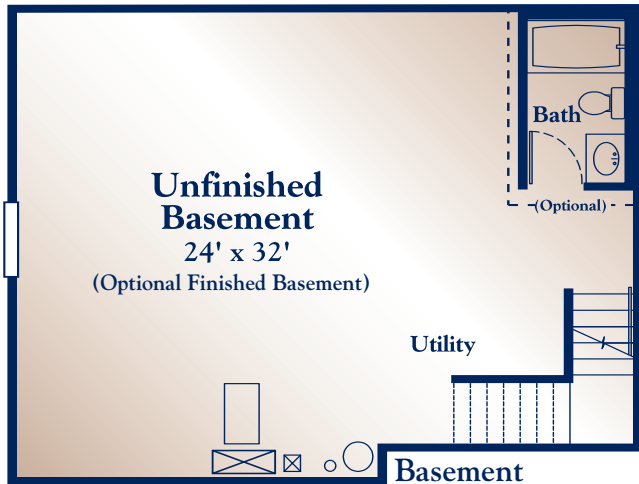 Bath
(Optional)
Unfinished
Basement
24' x 32'
(Optional Finished Basement)
Utility
Basement